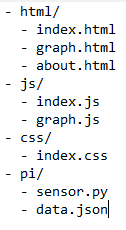 - html/
  - index.html
  - graph.html
  - about.html
- js/
  - index.js
  - graph.js
- css/
  - index.css
- pi/
  - sensor.py
  - data.json